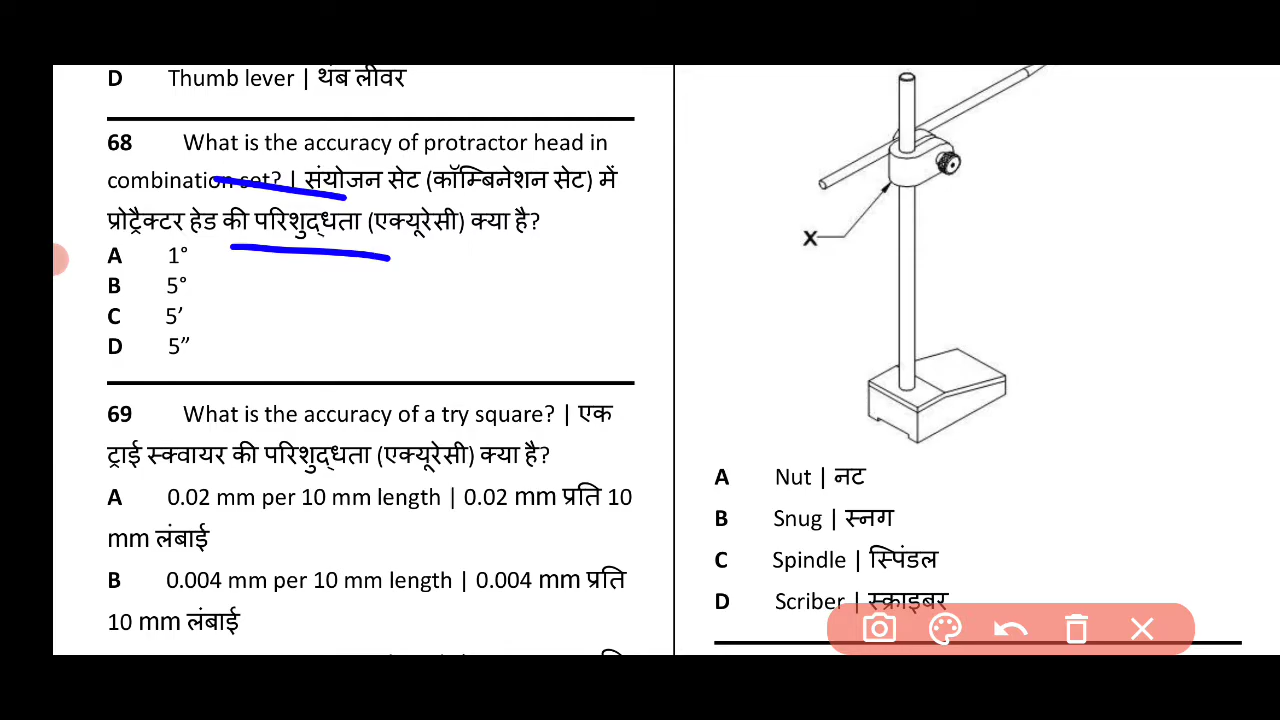 D Thumb lever | थंब लीवर
68 What is the accuracy of protractor head in
combination set? | संयोजन सेट (कॉम्बिनेशन सेट) में
प्रोट्रैक्टर हेड की परिशुद्धता (एक्यूरेसी) क्या है?
A 1°
B 5°
C 5’
D 5”
69 What is the accuracy of a try square? | एक
ट्राई स्क्वायर की परिशुद्धता (एक्यूरेसी) क्या है?
A 0.02 mm per 10 mm length | 0.02 mm प्रति 10
mm लंबाई
B 0.004 mm per 10 mm length | 0.004 mm प्रति
10 mm लंबाई
X
A Nut | नट
B Snug | स्नग
C Spindle | स्पिंडल
D Scriber | स्क्राइबर